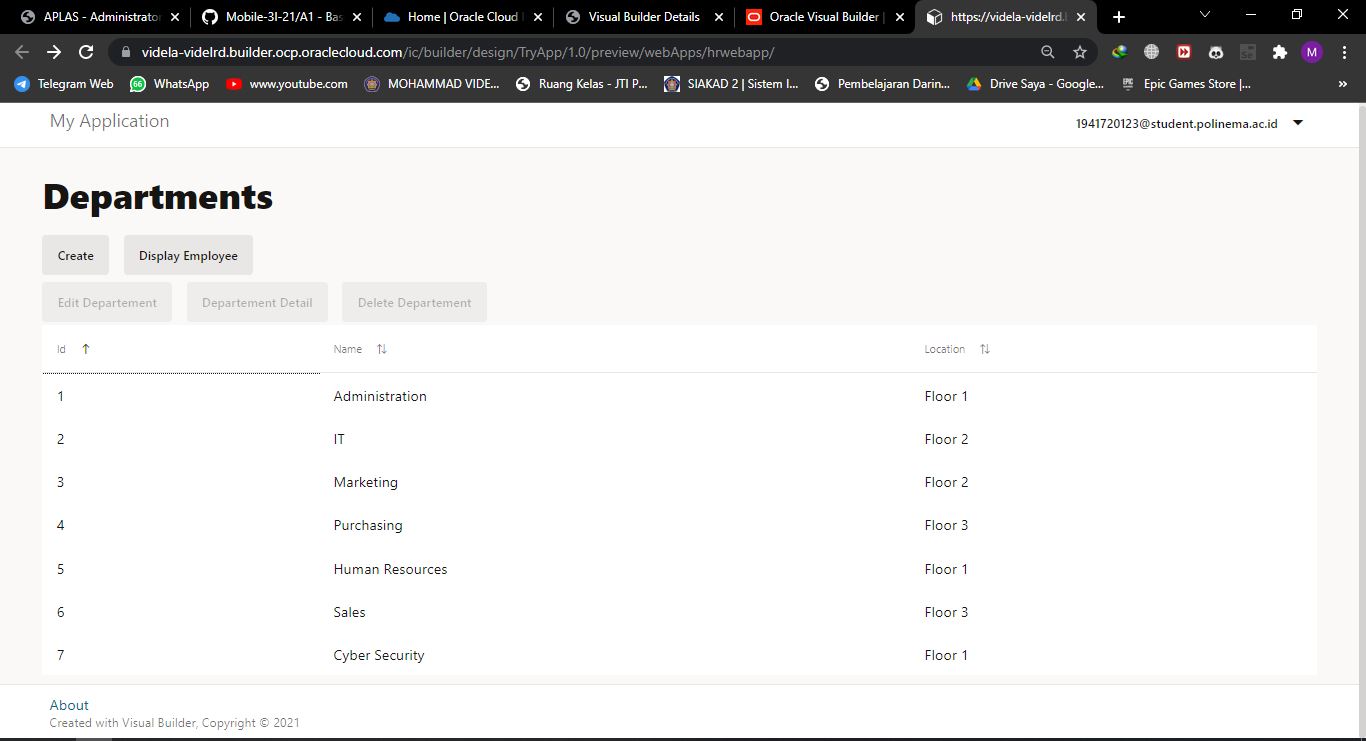 APLAS - Administrator
Mobile-3I-21/A1 - Bas
Home | Oracle Cloud
Visual Builder Details
Oracle Visual Builder |
https://videla-videlrd.
videla-videlrd.builder.ocp.oraclecloud.com/ic/builder/design/TryApp/1.0/preview/webApps/hrwebapp/
M
Telegram Web
66
WhatsApp
www.youtube.com
MOHAMMAD VIDE...
Ruang Kelas - JTI P...
SIAKAD 2 | Sistem I...
Pembelajaran Darin...
Drive Saya - Google...
EPIC
Epic Games Store |...
»
My Application
1941720123@student.polinema.ac.id
Departments
Create
Display Employee
Edit Departement
Departement Detail
Delete Departement
Id
Name
Location
1 Administration Floor 1
2 IT Floor 2
3 Marketing Floor 2
4 Purchasing Floor 3
5 Human Resources Floor 1
6 Sales Floor 3
7 Cyber Security Floor 1
About
Created with Visual Builder, Copyright © 2021